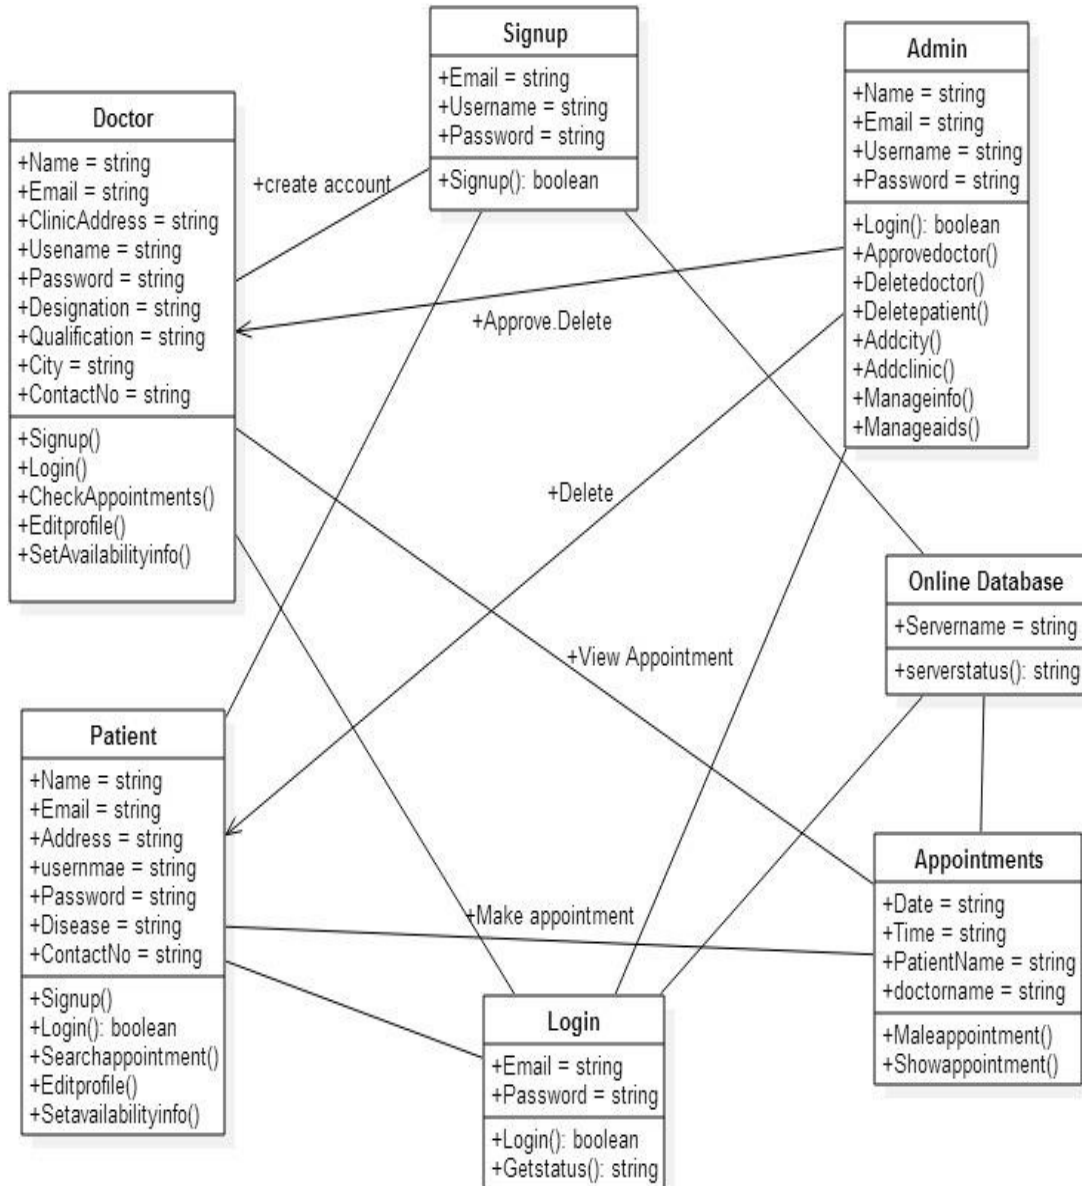 Signup
+Email = string
+Username = string
+Password = string
+Signup(): boolean
Admin
+Name = string
+Email = string
+Username = string
+Password = string
+Login(): boolean
+Approvedoctor()
+Deletedoctor()
+Deletepatient()
+Addcity()
+Addclinic()
+Manageinfo()
+Manageaids()
Doctor
+Name = string
+Email = string
+ClinicAddress = string
+Usename = string
+Password = string
+Designation = string
+Qualification = string
+City = string
+ContactNo = string
+Signup()
+Login()
+CheckAppointments()
+Editprofile()
+SetAvailabilityinfo()
+create account
+Approve.Delete
+Delete
+View Appointment
+Make appointment
Online Database
+Servername = string
+serverstatus(): string
Patient
+Name = string
+Email = string
+Address = string
+usernmae = string
+Password = string
+Disease = string
+ContactNo = string
+Signup()
+Login(): boolean
+Searchappointment()
+Editprofile()
+Setavailabilityinfo()
Appointments
+Date = string
+Time = string
+PatientName = string
+doctorname = string
+Maleappointment()
+Showappointment()
Login
+Email = string
+Password = string
+Login(): boolean
+Getstatus(): string